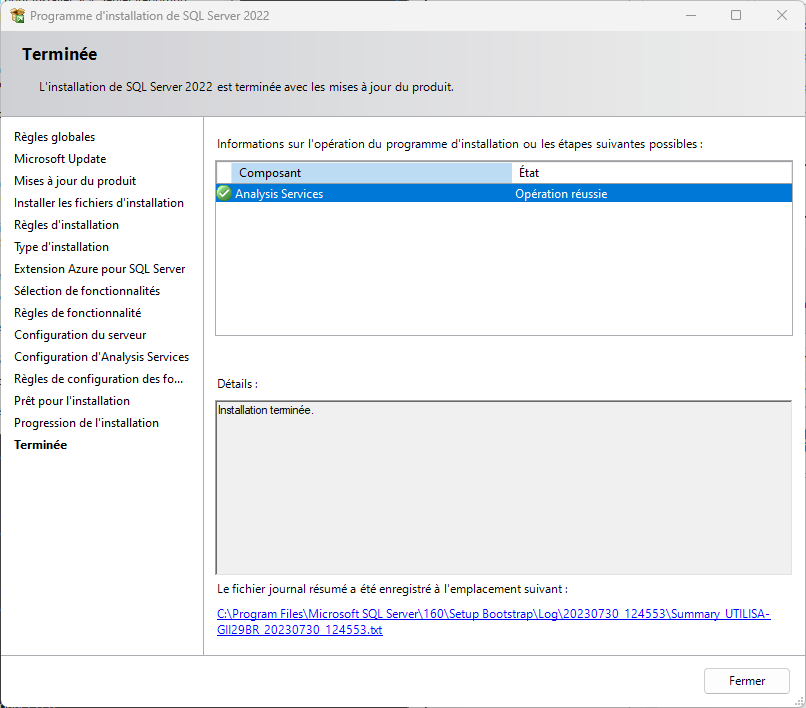 Programme d'installation de SQL Server 2022
Terminée
L'installation de SQL Server 2022 est terminée avec les mises à jour du produit.
Règles globales
Microsoft Update
Mises à jour du produit
Installer les fichiers d'installation
Règles d'installation
Type d'installation
Extension Azure pour SQL Server
Sélection de fonctionnalités
Règles de fonctionnalité
Configuration du serveur
Configuration d'Analysis Services
Règles de configuration des fo...
Prêt pour l'installation
Progression de l'installation
Terminée
Informations sur l'opération du programme d'installation ou les étapes suivantes possibles :
Composant État
Analysis Services Opération réussie
Détails :
Installation terminée.
Le fichier journal résumé a été enregistré à l'emplacement suivant :
C:\Program Files\Microsoft SQL Server\160\Setup Bootstrap\Log\20230730_124553\Summary_UTILISA-
GII29BR_20230730_124553.txt
Fermer